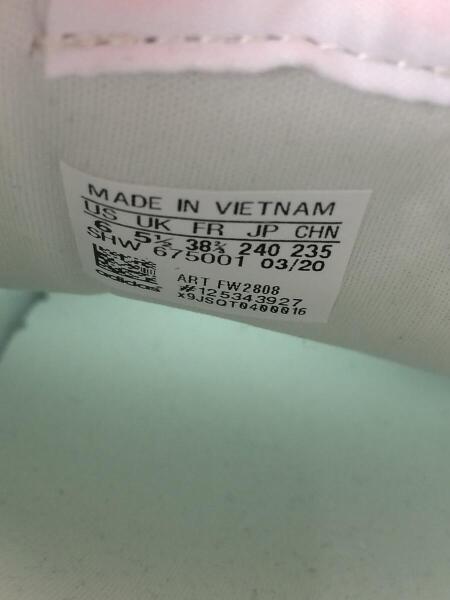 MADE IN VIETNAM
US UK FR JP CHN
6 5½ 38⅔ 240 235
SHW 675001 03/20
adidas ART FW2808
#125343927
x9JSQT0400016